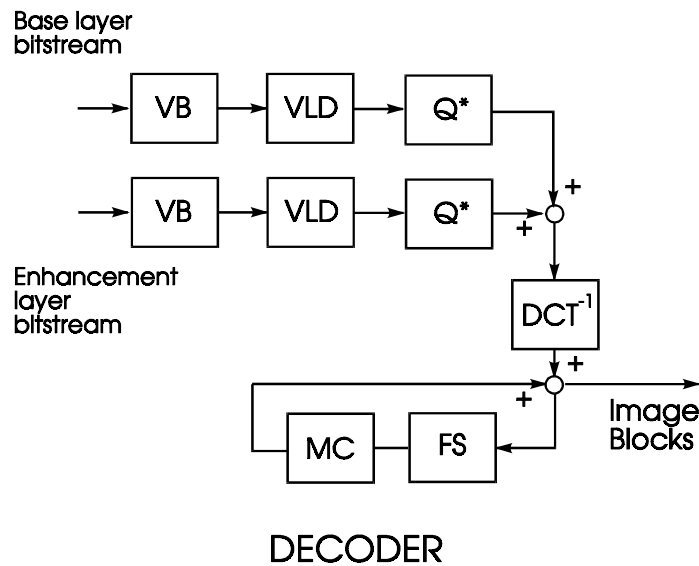 Base layer
bitstream
VB
VLD
Q*
+
VB
VLD
Q*
+
Enhancement
layer
bitstream
DCT-1
+
+
Image
Blocks
MC
FS
DECODER